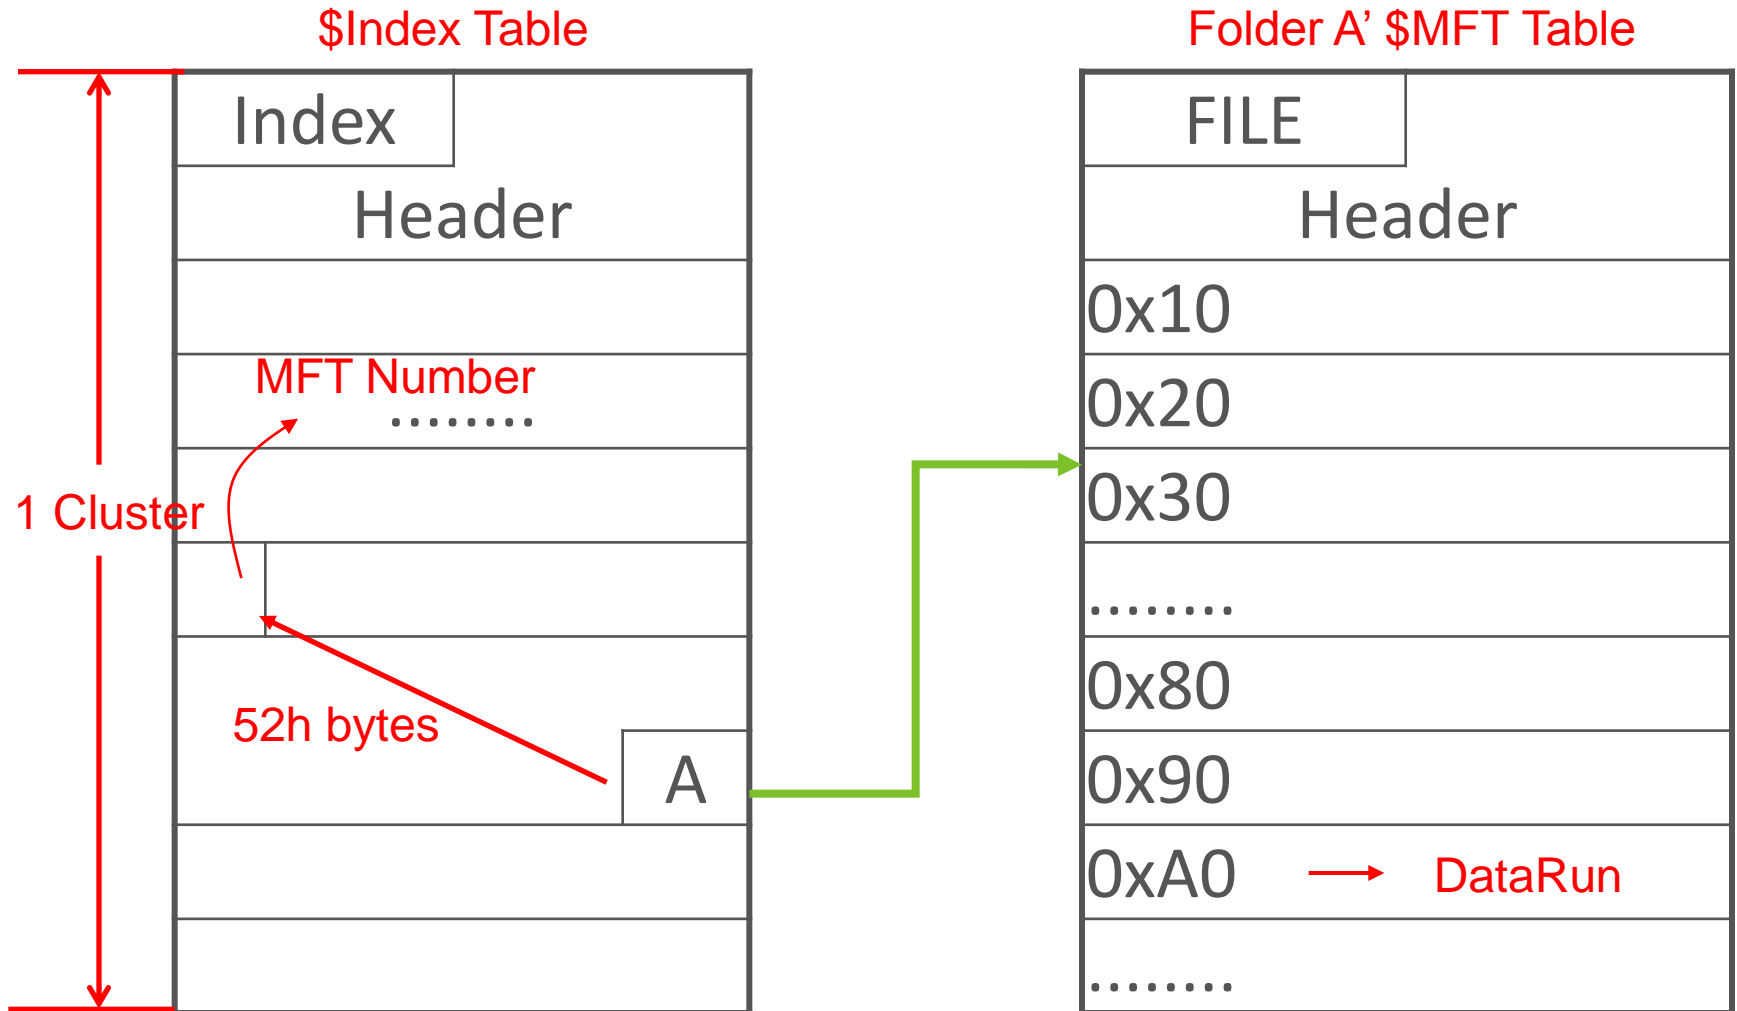 $Index Table
Index
Header
MFT Number
........
1 Cluster
52h bytes
A
Folder A’ $MFT Table
FILE
Header
0x10
0x20
0x30
........
0x80
0x90
0xA0
DataRun
........